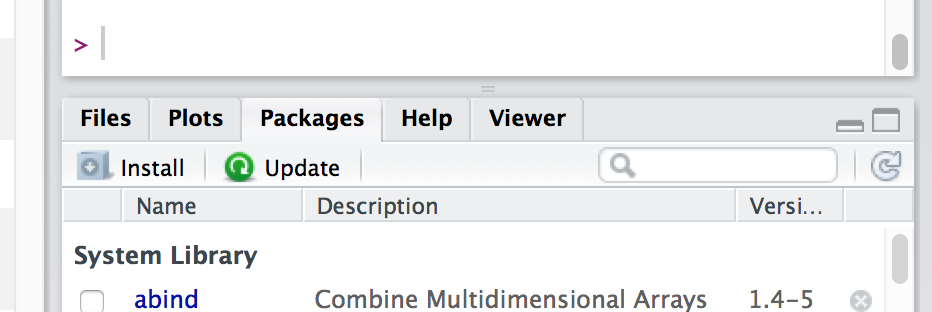 >
Files Plots Packages Help Viewer
Install Update
Name Description Versi...
System Library
abind Combine Multidimensional Arrays 1.4-5